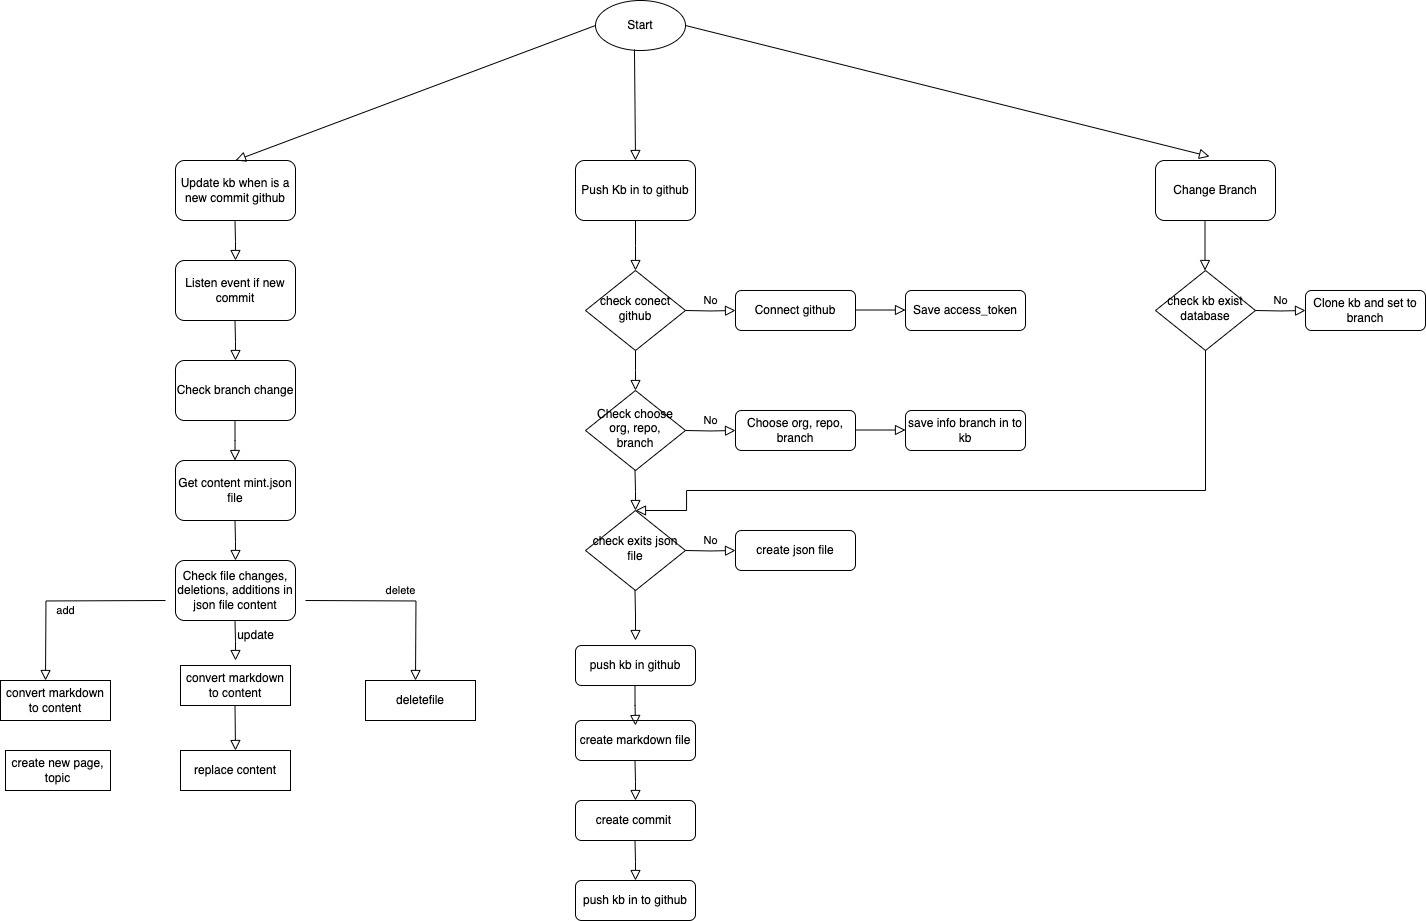 Start
Update kb when is a
new commit github
Listen event if new
commit
Check branch change
Get content mint.json
file
Check file changes,
deletions, additions in
json file content
add
update
delete
convert markdown
to content
create new page,
topic
convert markdown
to content
replace content
deletefile
Push Kb in to github
check conect
github
No
Connect github
Save access_token
Check choose
org, repo,
branch
No
Choose org, repo,
branch
save info branch in to
kb
check exits json
file
No
create json file
push kb in github
create markdown file
create commit
push kb in to github
Change Branch
check kb exist
database
No
Clone kb and set to
branch